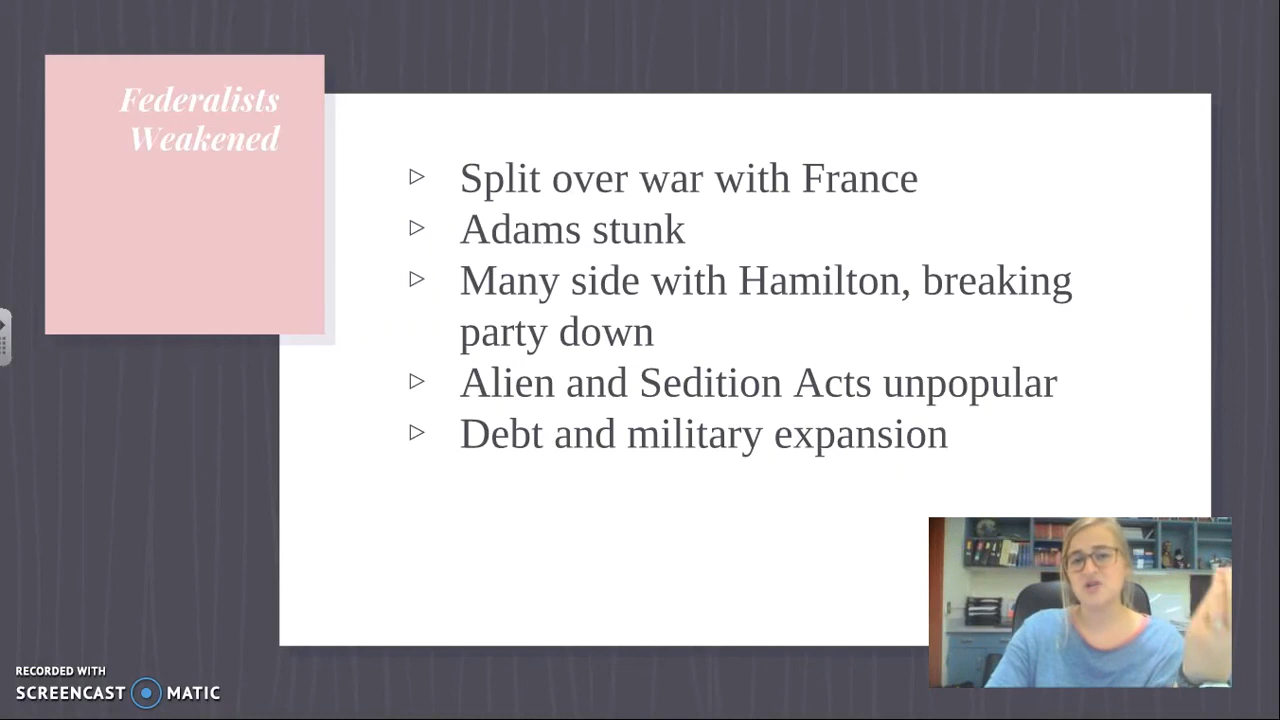 Federalists
Weakened
▷ Split over war with France
▷ Adams stunk
▷ Many side with Hamilton, breaking
party down
▷ Alien and Sedition Acts unpopular
▷ Debt and military expansion
RECORDED WITH
SCREENCAST MATIC